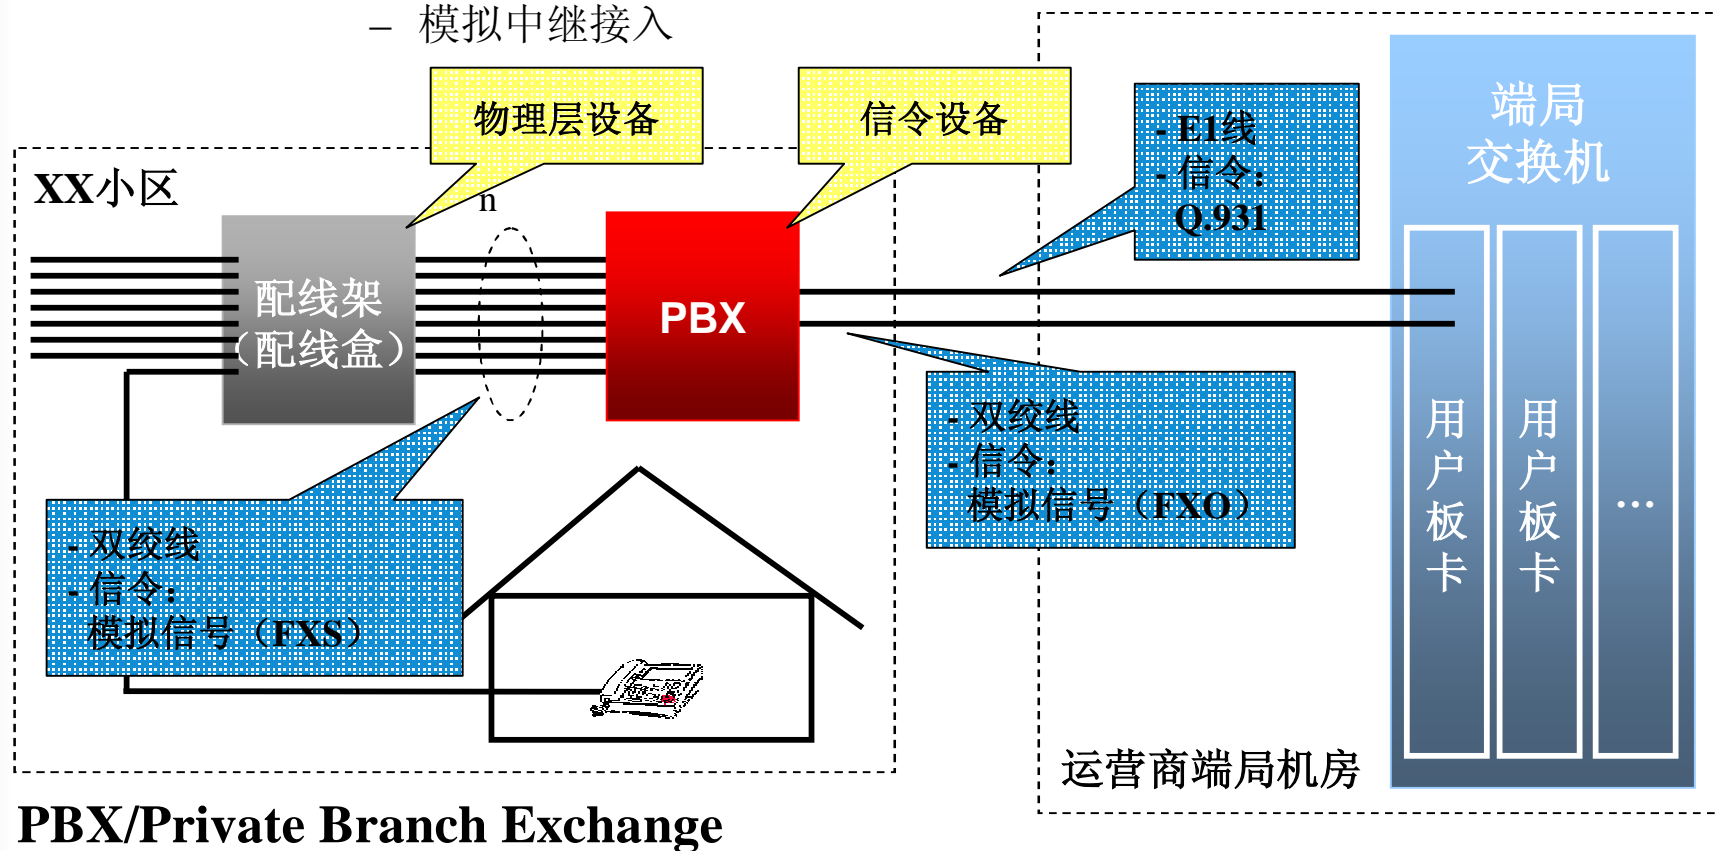 – 模拟中继接入
物理层设备
信令设备
- E1线
- 信令：
Q.931
端局
交换机
XX小区
n
配线架
（配线盒）
PBX
- 双绞线
- 信令：
模拟信号（FXO）
用户板卡
用户板卡
...
- 双绞线
- 信令：
模拟信号（FXS）
运营商端局机房
PBX/Private Branch Exchange